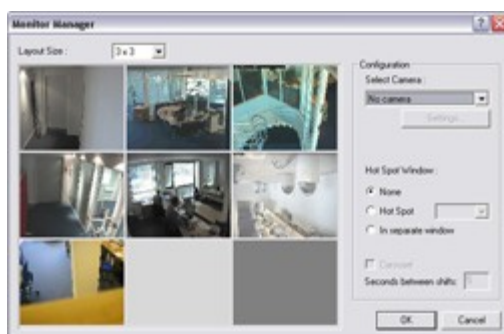 Monitor Manager
Layout Size :
3 x 3
Configuration
Select Camera :
No camera
Settings...
Hot Spot Window :
None
Hot Spot
In separate window
Carousel
Seconds between shifts:
OK
Cancel